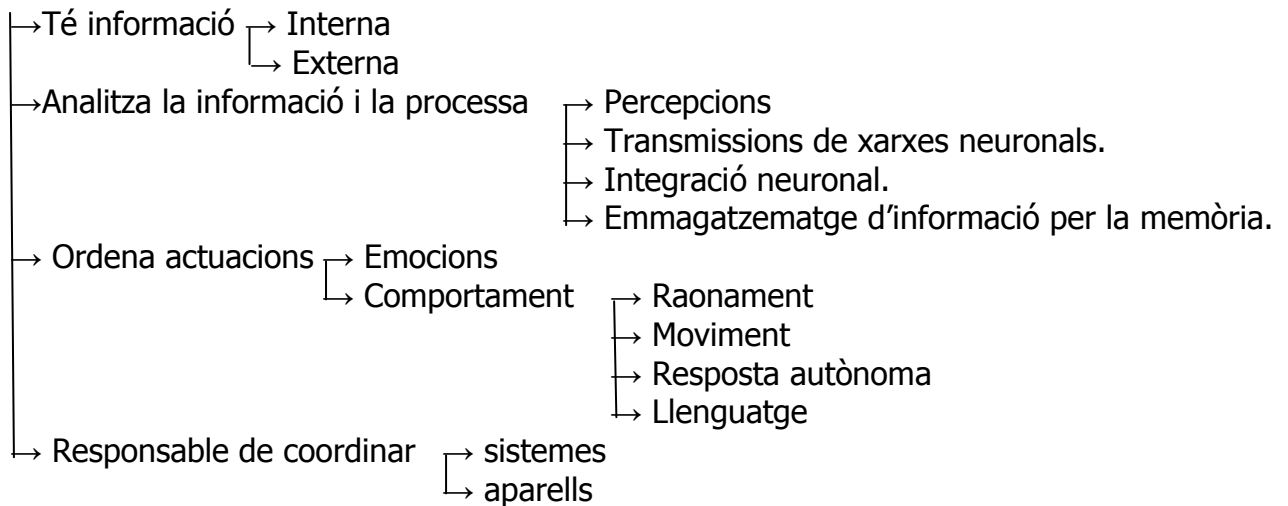 →Té informació → Interna
→ Externa
→Analitza la informació i la processa → Percepcions
→ Transmissions de xarxes neuronals.
→ Integració neuronal.
→ Emmagatzematge d’informació per la memòria.
→ Ordena actuacions → Emocions
→ Comportament → Raonament
→ Moviment
→ Resposta autònoma
→ Llenguatge
→ Responsable de coordinar → sistemes
→ aparells